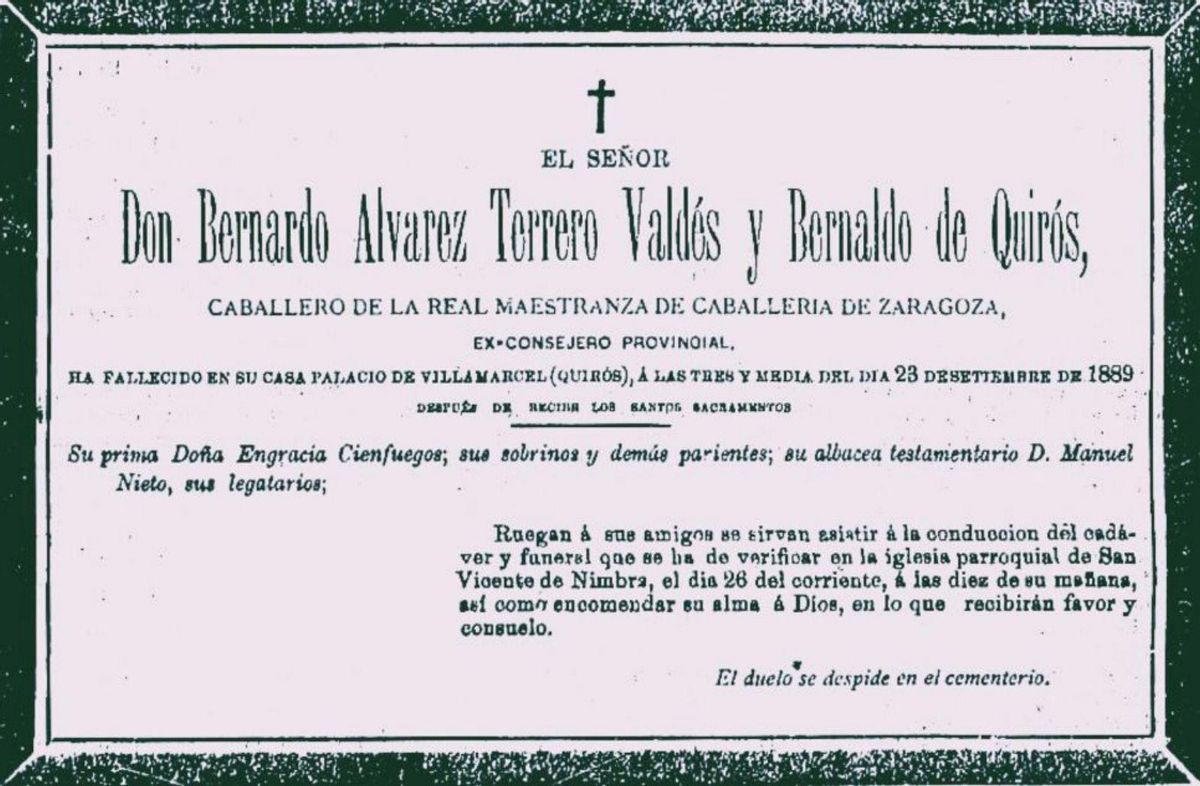 EL SEÑOR
Don Bernardo Alvarez Terrero Valdés y Bernaldo de Quirós,
CABALLERO DE LA REAL MAESTRANZA DE CABALLERIA DE ZARAGOZA,
EX-CONSEJERO PROVINCIAL,
HA FALLECIDO EN SU CASA PALACIO DE VILLAMARCEL (QUIRÓS), Á LAS TRES Y MEDIA DEL DIA 23 DE SETTEMBRE DE 1889
DESPUÉS DE RECIBIR LOS SANTOS SACRAMENTOS
Su prima Doña Engracia Cienfuegos; sus sobrinos y demás parientes; su albacea testamentario D. Manuel
Nieto, sus legatarios;
Ruegan á sus amigos se sirvan asistir á la conduccion del cadá-
ver y funeral que se ha de verificar en la iglesia parroquial de San
Vicente de Nimbra, el dia 26 del corriente, á las diez de su mañana,
así como encomendar su alma á Dios, en lo que recibirán favor y
consuelo.
El duelo se despide en el cementerio.